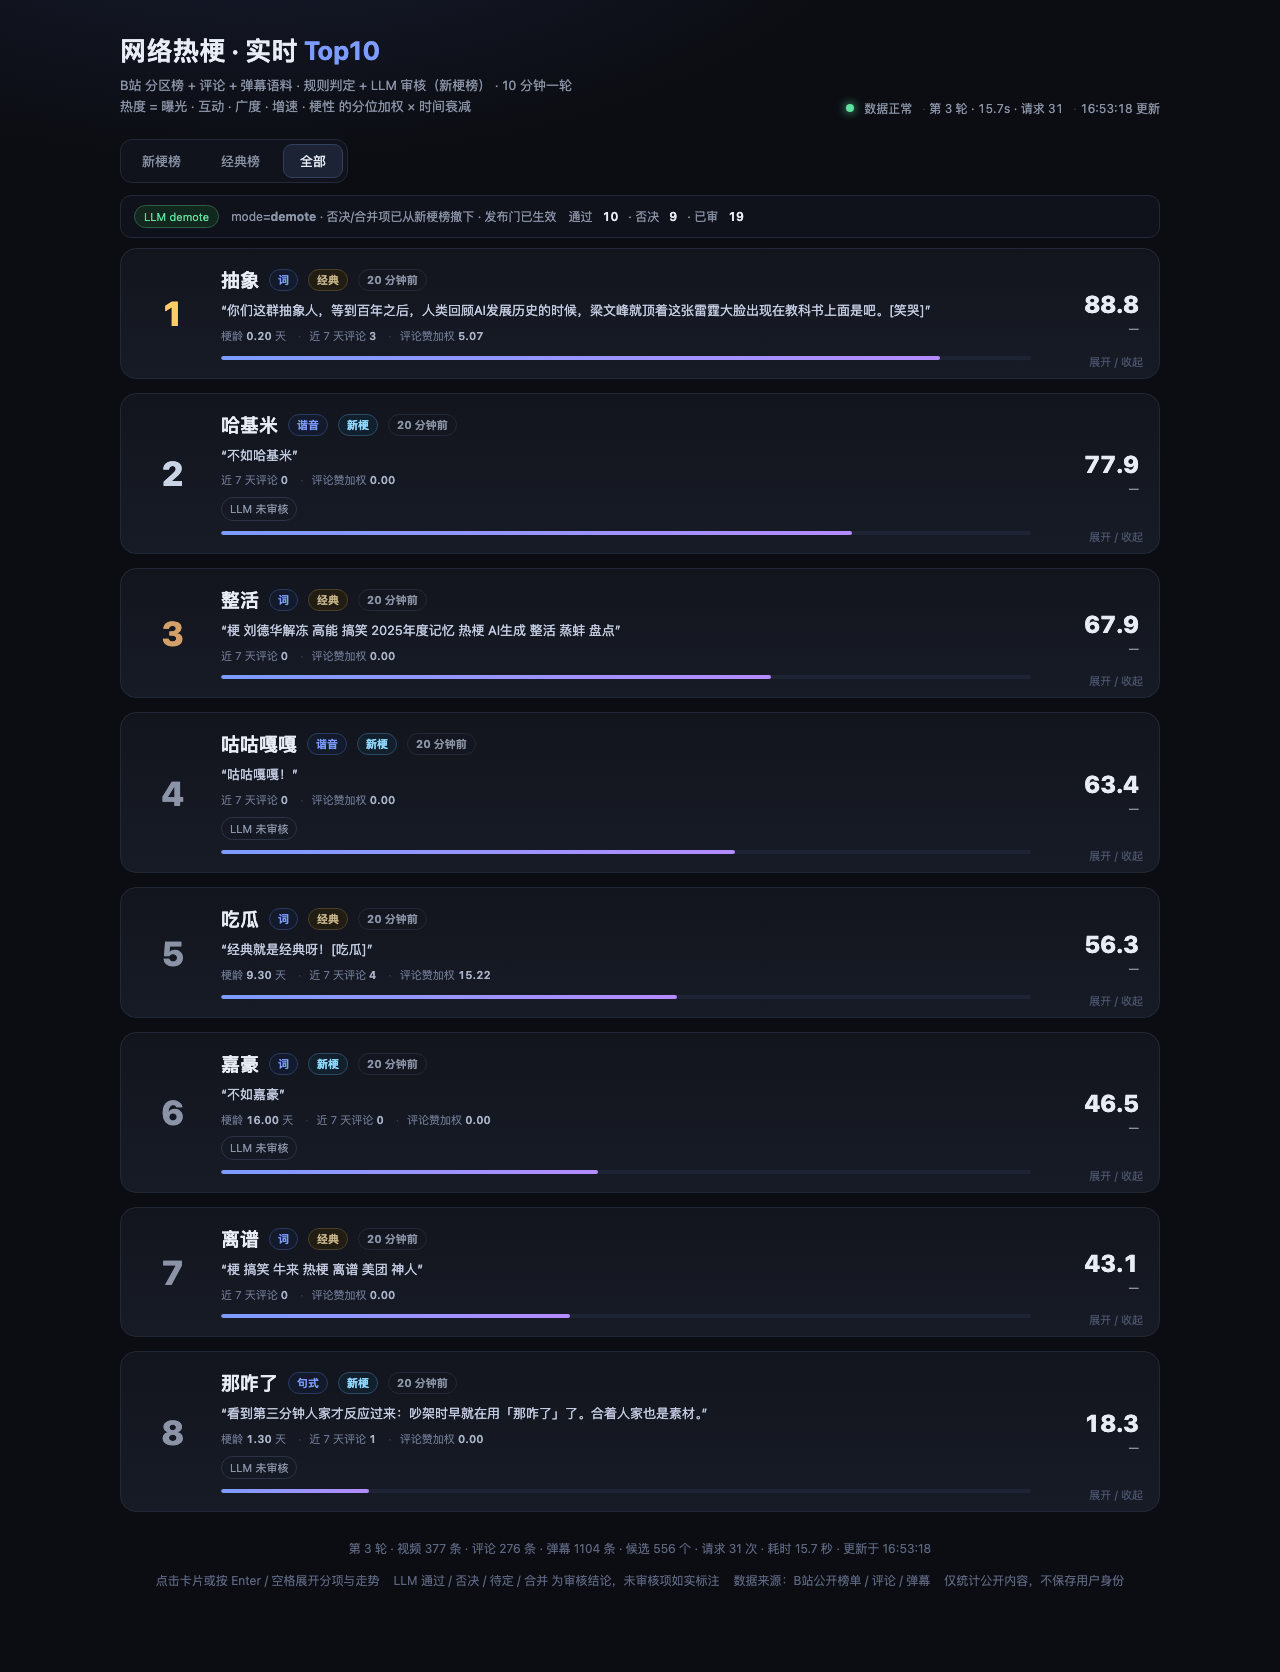 网络热梗 · 实时 Top10
B站 分区榜 + 评论 + 弹幕语料 · 规则判定 + LLM 审核（新梗榜） · 10 分钟一轮
热度 = 曝光 · 互动 · 广度 · 增速 · 梗性 的分位加权 × 时间衰减
数据正常 · 第 3 轮 · 15.7s · 请求 31 · 16:53:18 更新
新梗榜 经典榜 全部
LLM demote mode=demote · 否决/合并项已从新梗榜撤下 · 发布门已生效 通过 10 · 否决 9 · 已审 19
1
抽象 词 经典 20 分钟前
“你们这群抽象人，等到百年之后，人类回顾AI发展历史的时候，梁文峰就顶着这张雷霆大脸出现在教科书上面是吧。[笑哭]”
梗龄 0.20 天 · 近 7 天评论 3 · 评论赞加权 5.07
88.8
—
展开 / 收起
2
哈基米 谐音 新梗 20 分钟前
“不如哈基米”
近 7 天评论 0 · 评论赞加权 0.00
LLM 未审核
77.9
—
展开 / 收起
3
整活 词 经典 20 分钟前
“梗 刘德华解冻 高能 搞笑 2025年度记忆 热梗 AI生成 整活 蒸蚌 盘点”
近 7 天评论 0 · 评论赞加权 0.00
67.9
—
展开 / 收起
4
咕咕嘎嘎 谐音 新梗 20 分钟前
“咕咕嘎嘎！”
近 7 天评论 0 · 评论赞加权 0.00
LLM 未审核
63.4
—
展开 / 收起
5
吃瓜 词 经典 20 分钟前
“经典就是经典呀！[吃瓜]”
梗龄 9.30 天 · 近 7 天评论 4 · 评论赞加权 15.22
56.3
—
展开 / 收起
6
嘉豪 词 新梗 20 分钟前
“不如嘉豪”
梗龄 16.00 天 · 近 7 天评论 0 · 评论赞加权 0.00
LLM 未审核
46.5
—
展开 / 收起
7
离谱 词 经典 20 分钟前
“梗 搞笑 牛来 热梗 离谱 美团 神人”
近 7 天评论 0 · 评论赞加权 0.00
43.1
—
展开 / 收起
8
那咋了 句式 新梗 20 分钟前
“看到第三分钟人家才反应过来：吵架时早就在用「那咋了」了。合着人家也是素材。”
梗龄 1.30 天 · 近 7 天评论 1 · 评论赞加权 0.00
LLM 未审核
18.3
—
展开 / 收起
第 3 轮 · 视频 377 条 · 评论 276 条 · 弹幕 1104 条 · 候选 556 个 · 请求 31 次 · 耗时 15.7 秒 · 更新于 16:53:18
点击卡片或按 Enter / 空格展开分项与走势 LLM 通过 / 否决 / 待定 / 合并 为审核结论，未审核项如实标注 数据来源：B站公开榜单 / 评论 / 弹幕 仅统计公开内容，不保存用户身份